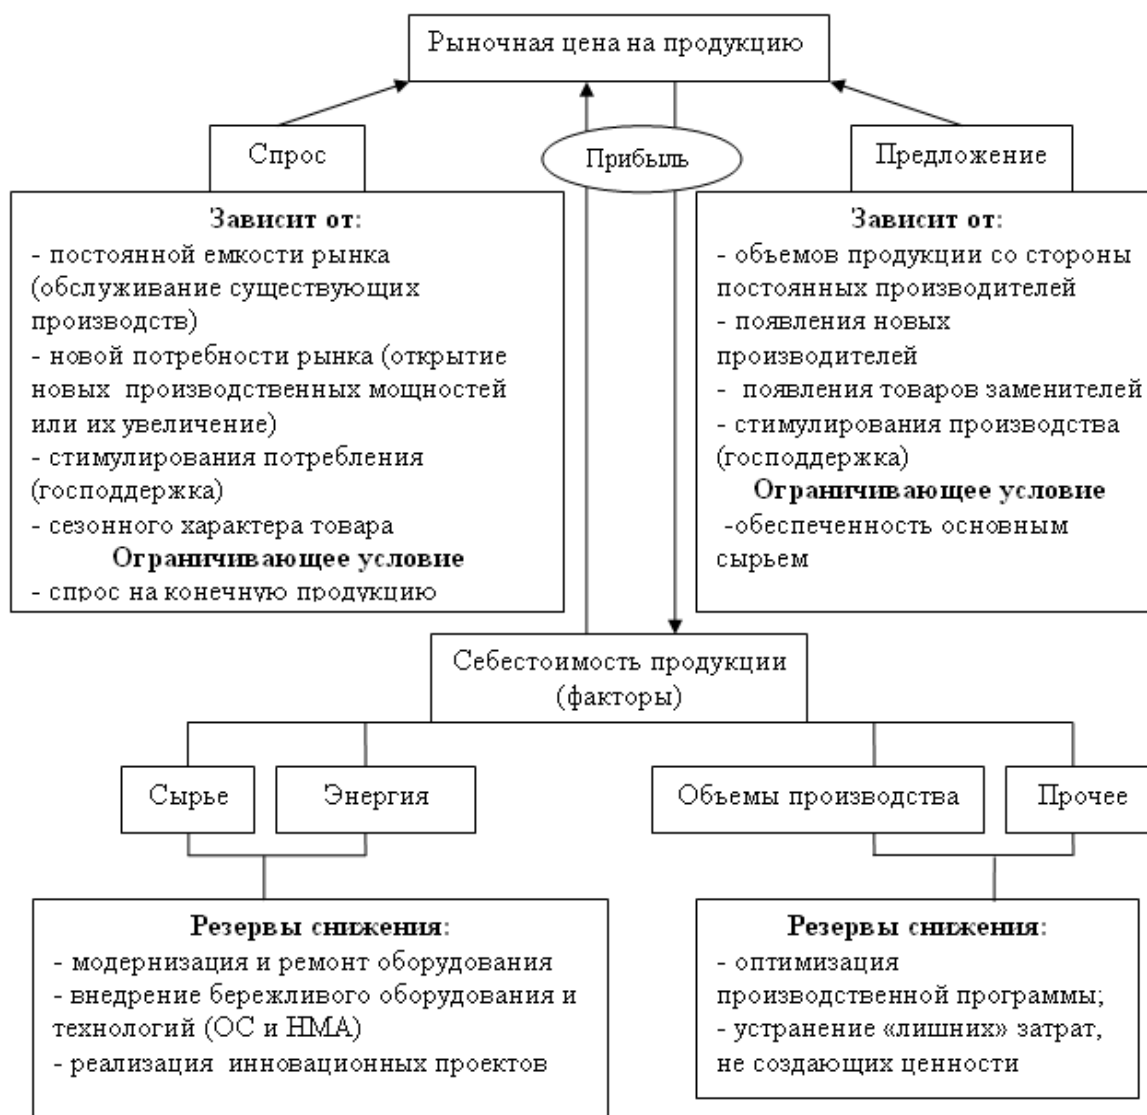 Рыночная цена на продукцию
Спрос
Прибыль
Предложение
Зависит от:
- постоянной емкости рынка
(обслуживание существующих
производств)
- новой потребности рынка (открытие
новых производственных мощностей
или их увеличение)
- стимулирования потребления
(господдержка)
- сезонного характера товара
Ограничивающее условие
- спрос на конечную продукцию
Зависит от:
- объемов продукции со стороны
постоянных производителей
- появления новых
производителей
- появления товаров заменителей
- стимулирования производства
(господдержка)
Ограничивающее условие
-обеспеченность основным
сырьем
Себестоимость продукции
(факторы)
Сырье
Энергия
Объемы производства
Прочее
Резервы снижения:
- модернизация и ремонт оборудования
- внедрение бережливого оборудования и
технологий (ОС и НМА)
- реализация инновационных проектов
Резервы снижения:
- оптимизация
производственной программы;
- устранение «лишних» затрат,
не создающих ценности